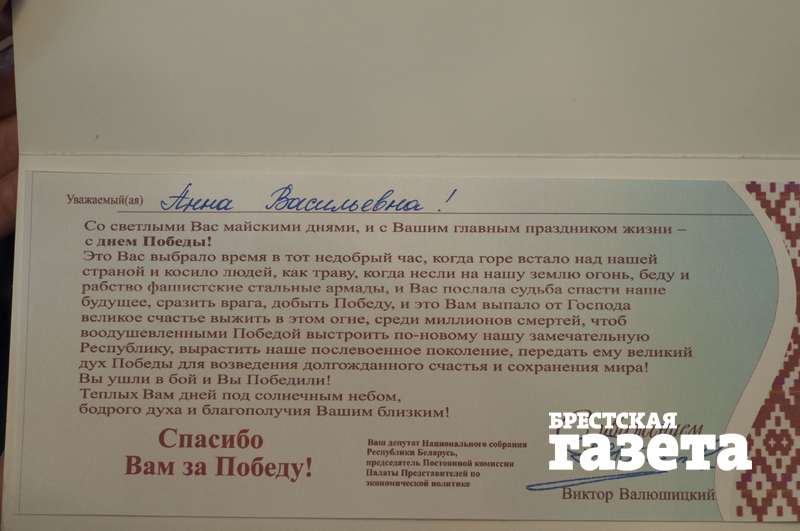 Уважаемый(ая) Анна Васильевна!
Со светлыми Вас майскими днями, и с Вашим главным праздником жизни –
с днем Победы!
Это Вас выбрало время в тот недобрый час, когда горе встало над нашей
страной и косило людей, как траву, когда несли на нашу землю огонь, беду и
рабство фашистские стальные армады, и Вас послала судьба спасти наше
будущее, сразить врага, добыть Победу, и это Вам выпало от Господа
великое счастье выжить в этом огне, среди миллионов смертей, чтоб
воодушевленными Победой выстроить по-новому нашу замечательную
Республику, вырастить наше послевоенное поколение, передать ему великий
дух Победы для возведения долгожданного счастья и сохранения мира!
Вы ушли в бой и Вы Победили!
Теплых Вам дней под солнечным небом,
бодрого духа и благополучия Вашим близким!
Спасибо
Вам за Победу!
Ваш депутат Национального собрания
Республики Беларусь,
председатель Постоянной комиссии
Палаты Представителей по
экономической политике
Виктор Валюшицкий
БРЕСТСКАЯ
газета